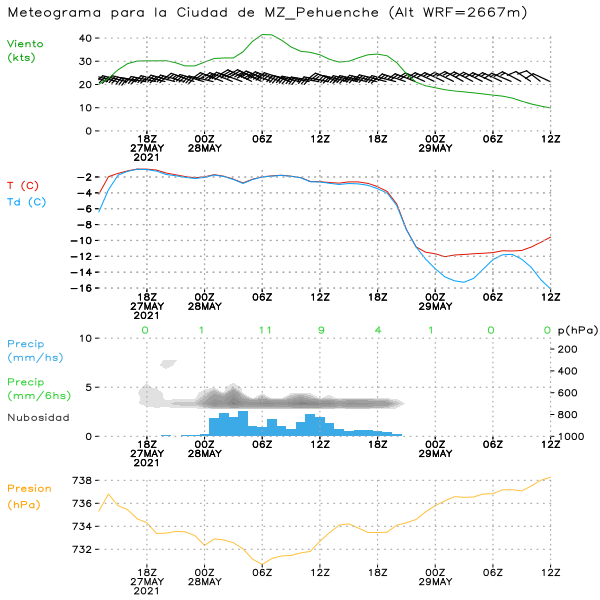 Meteograma para la Ciudad de MZ_Pehuenche (Alt WRF=2667m)
Viento
(kts)
40
30
20
10
0
18Z 00Z 06Z 12Z 18Z 00Z 06Z 12Z
27MAY 28MAY 29MAY
2021
T (C)
Td (C)
-2
-4
-6
-8
-10
-12
-14
-16
18Z 00Z 06Z 12Z 18Z 00Z 06Z 12Z
27MAY 28MAY 29MAY
2021
0 1 11 9 4 1 0 0 p(hPa)
Precip
(mm/hs)
Precip
(mm/6hs)
Nubosidad
10
5
0
200
400
600
800
1000
18Z 00Z 06Z 12Z 18Z 00Z 06Z 12Z
27MAY 28MAY 29MAY
2021
Presion
(hPa)
738
736
734
732
18Z 00Z 06Z 12Z 18Z 00Z 06Z 12Z
27MAY 28MAY 29MAY
2021